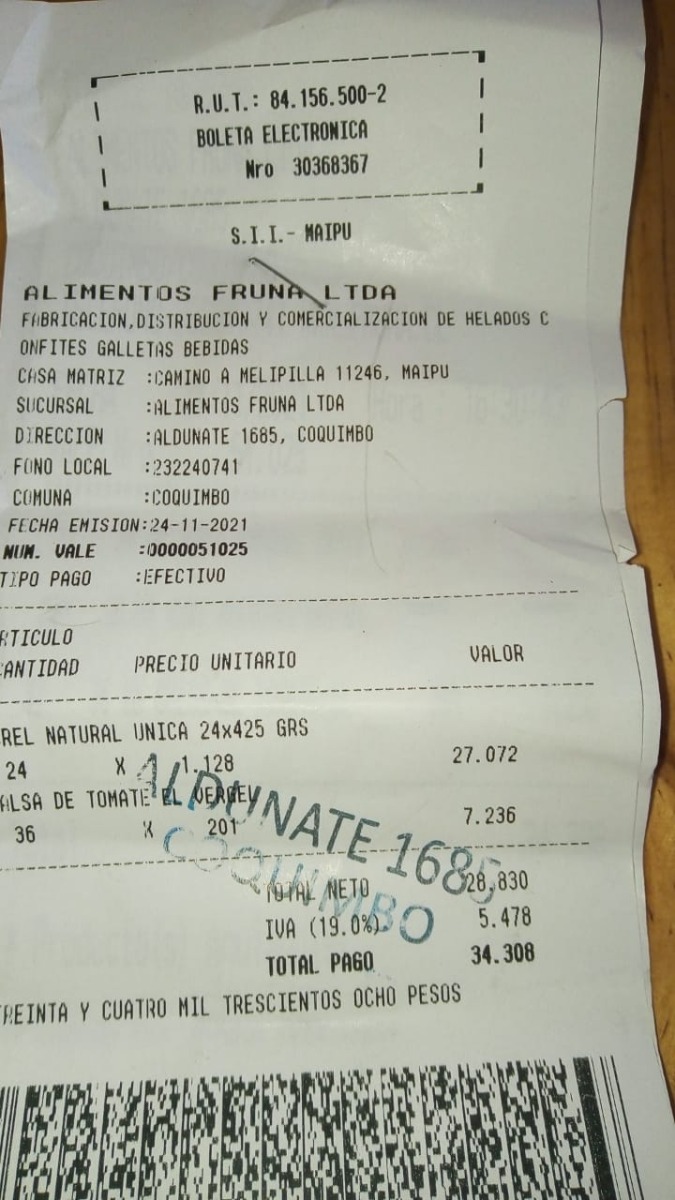 R.U.T.: 84.156.500-2
BOLETA ELECTRONICA
Nro 30368367
S.I.I.- MAIPU
ALIMENTOS FRUNA LTDA
FABRICACION,DISTRIBUCION Y COMERCIALIZACION DE HELADOS C
ONFITES GALLETAS BEBIDAS
CASA MATRIZ :CAMINO A MELIPILLA 11246, MAIPU
SUCURSAL :ALIMENTOS FRUNA LTDA
DIRECCION :ALDUNATE 1685, COQUIMBO
FONO LOCAL :232240741
COMUNA :COQUIMBO
FECHA EMISION:24-11-2021
NUM. VALE :0000051025
TIPO PAGO :EFECTIVO
RTICULO
CANTIDAD PRECIO UNITARIO VALOR
REL NATURAL UNICA 24x425 GRS
24 X 1.128 27.072
ALSA DE TOMATE EL VERGEL
36 X 201 7.236
ALDUNATE 1685
COQUIMBO
TOTAL NETO 28,830
IVA (19.0%) 5.478
TOTAL PAGO 34.308
TREINTA Y CUATRO MIL TRESCIENTOS OCHO PESOS